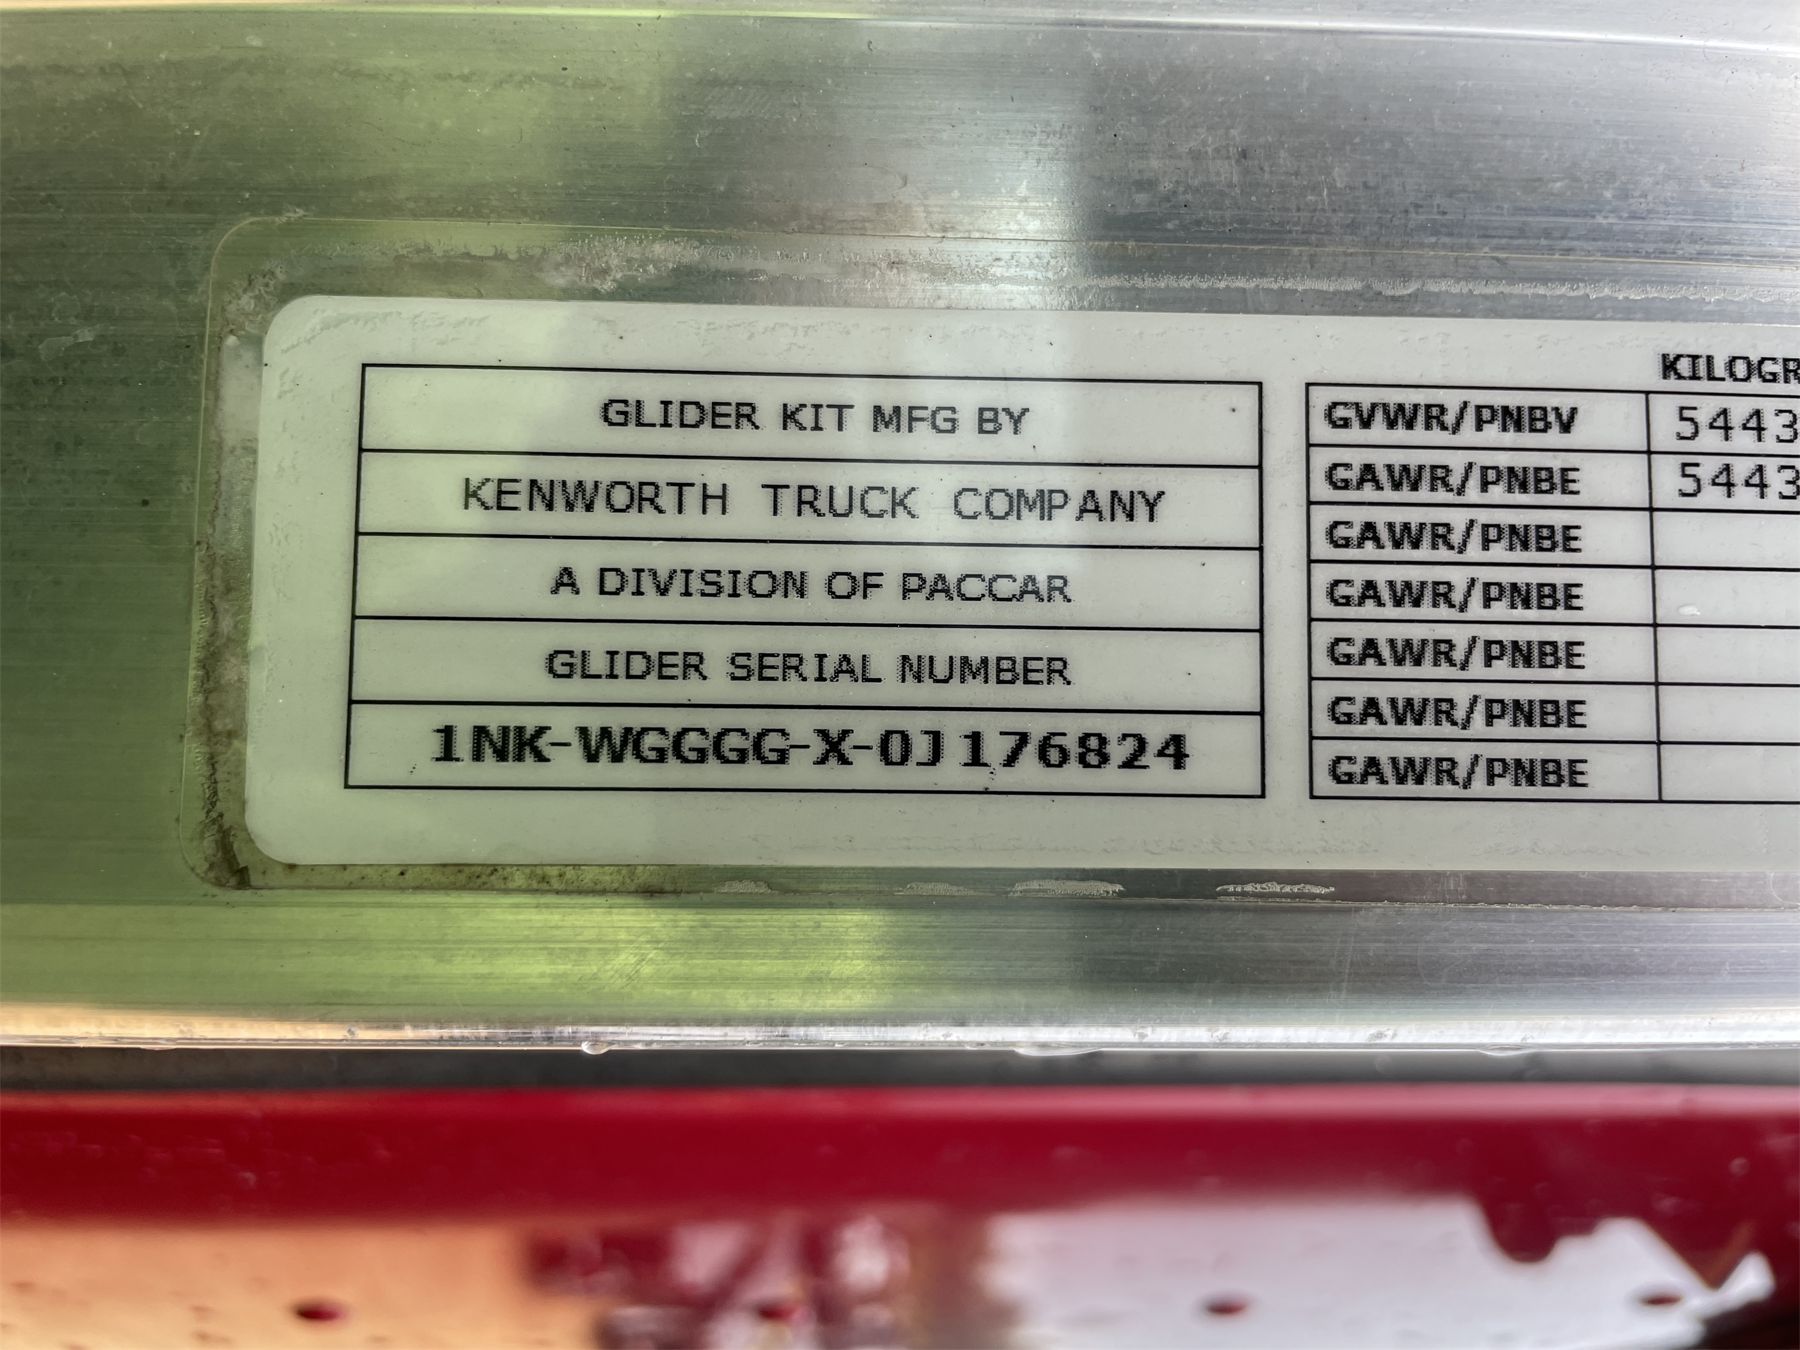 GLIDER KIT MFG BY
KENWORTH TRUCK COMPANY
A DIVISION OF PACCAR
GLIDER SERIAL NUMBER
1NK-WGGGG-X-0J176824
KILOGR
GVWR/PNBV 5443
GAWR/PNBE 5443
GAWR/PNBE
GAWR/PNBE
GAWR/PNBE
GAWR/PNBE
GAWR/PNBE